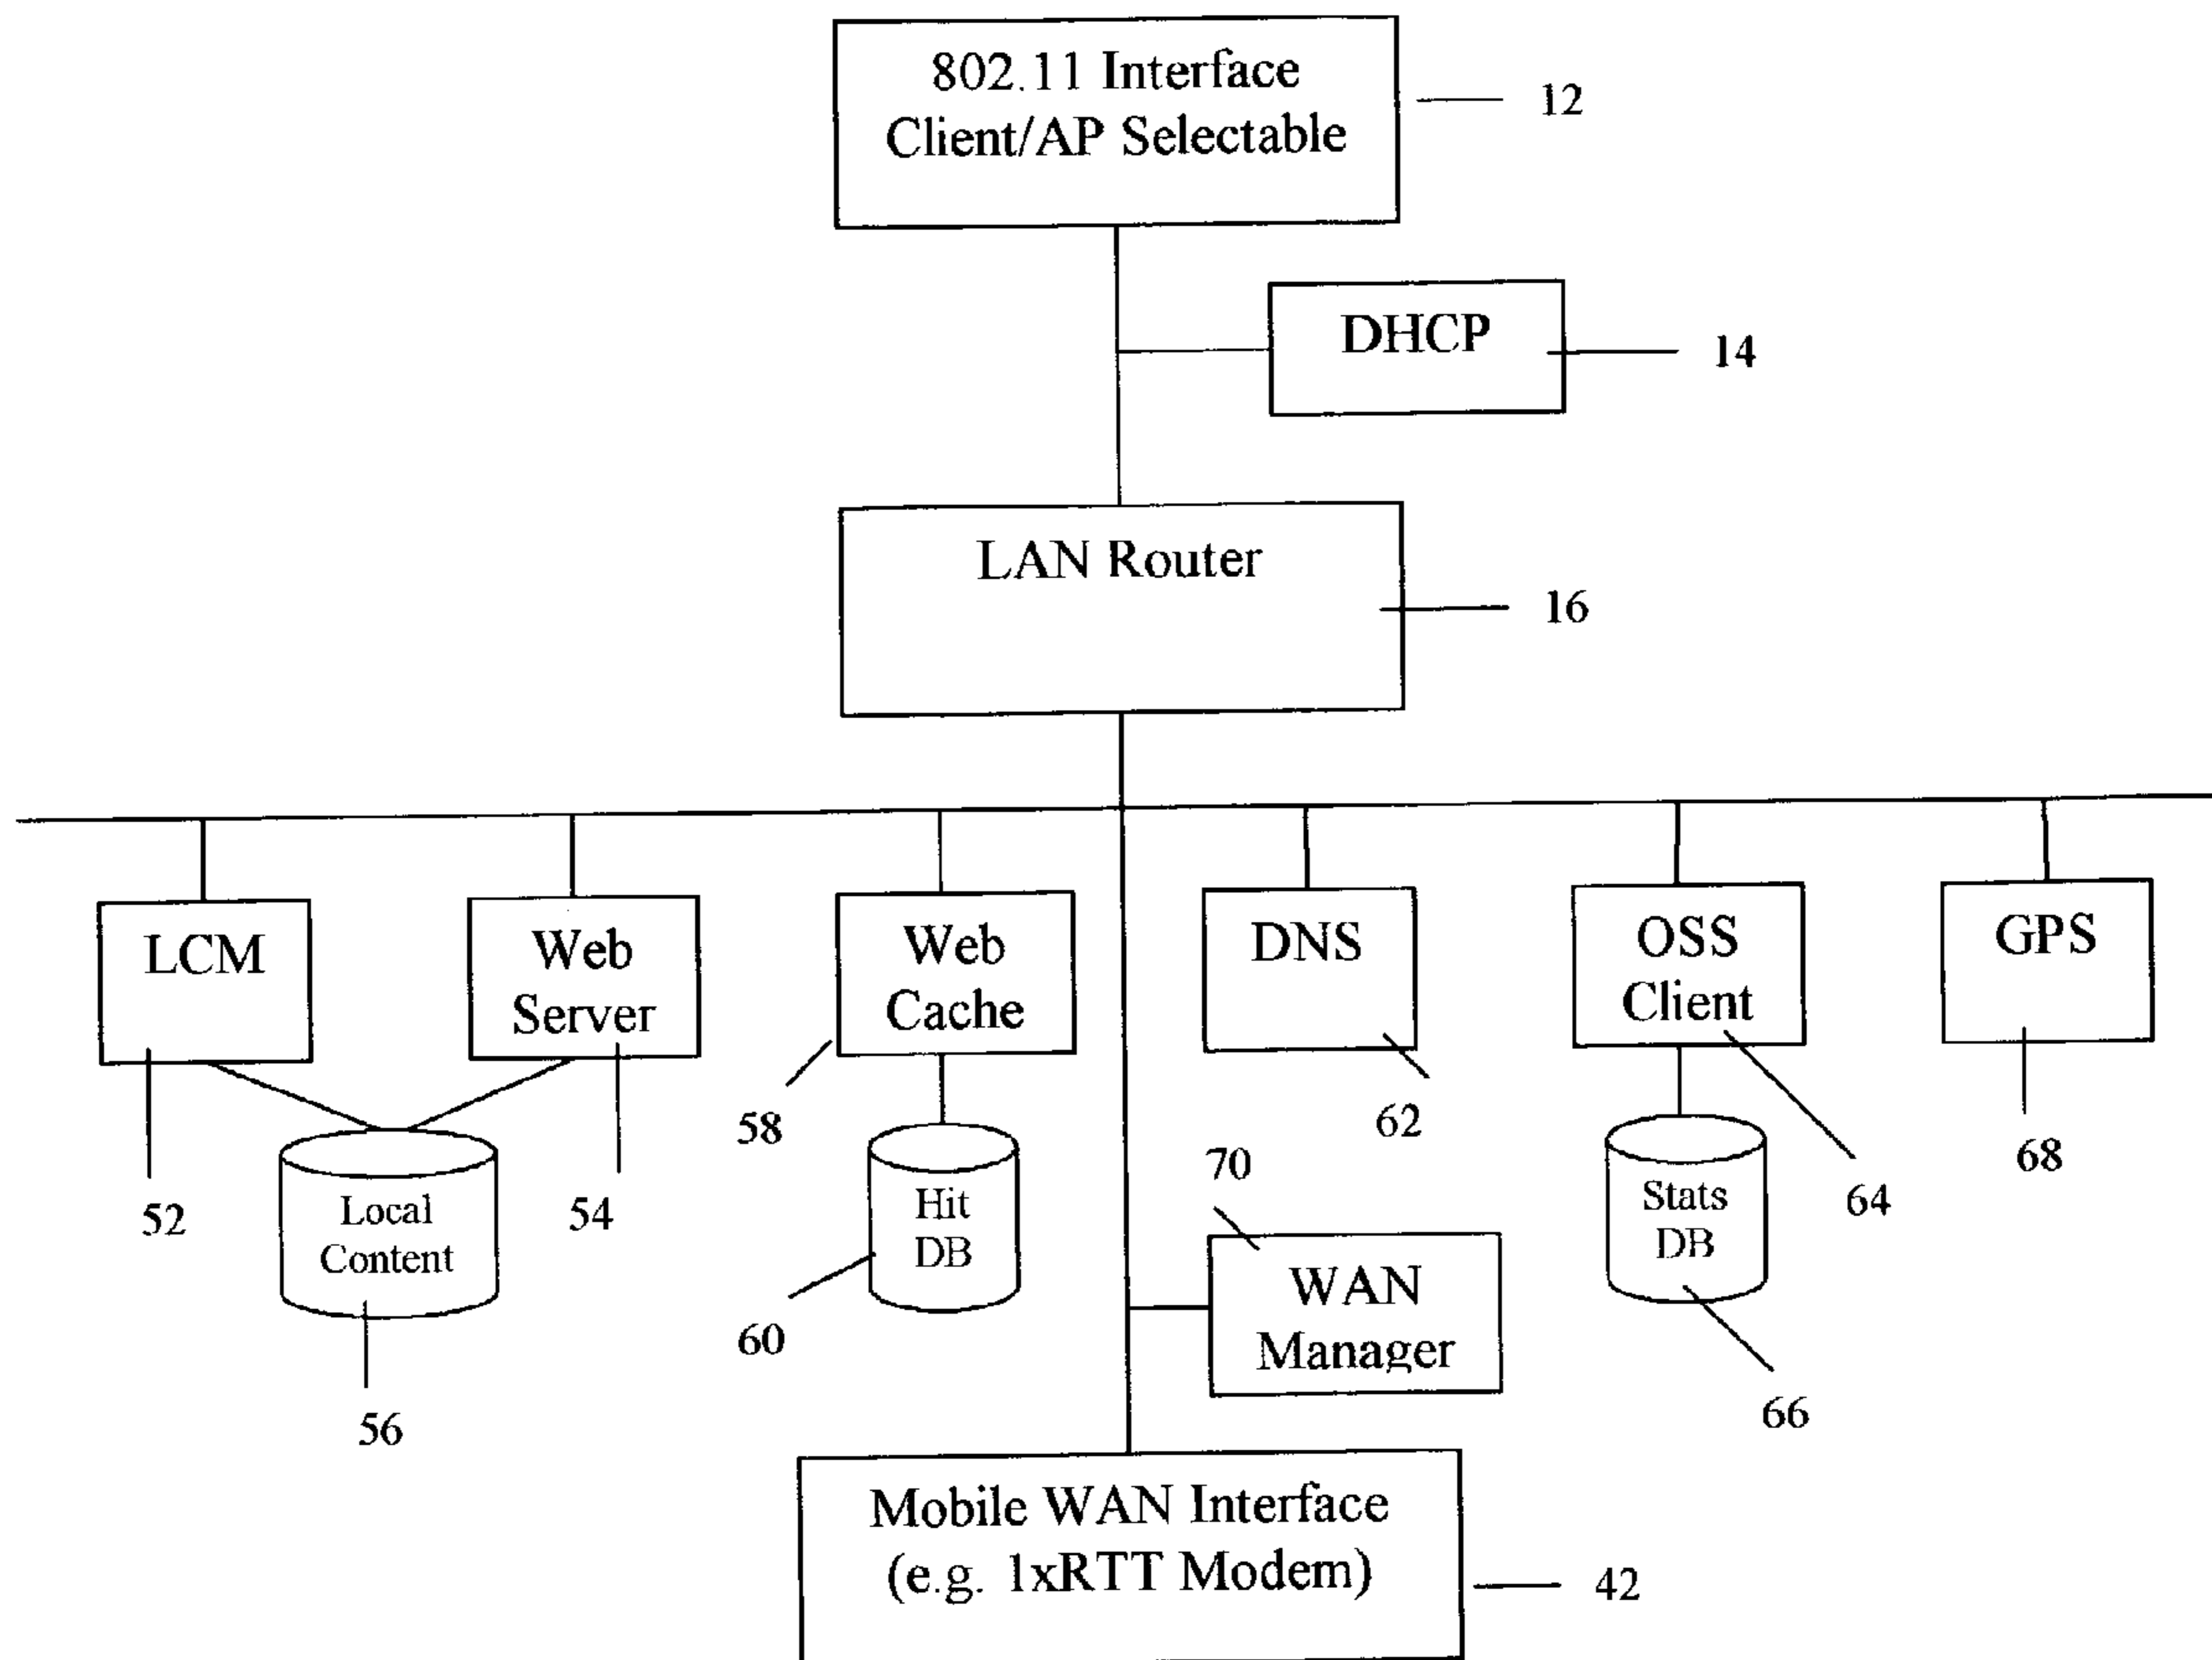 802.11 Interface
Client/AP Selectable
12
DHCP
14
LAN Router
16
LCM
52
Web
Server
54
Local
Content
56
Web
Cache
58
Hit
DB
60
DNS
62
OSS
Client
64
Stats
DB
66
GPS
68
70
WAN
Manager
Mobile WAN Interface
(e.g. 1xRTT Modem)
42